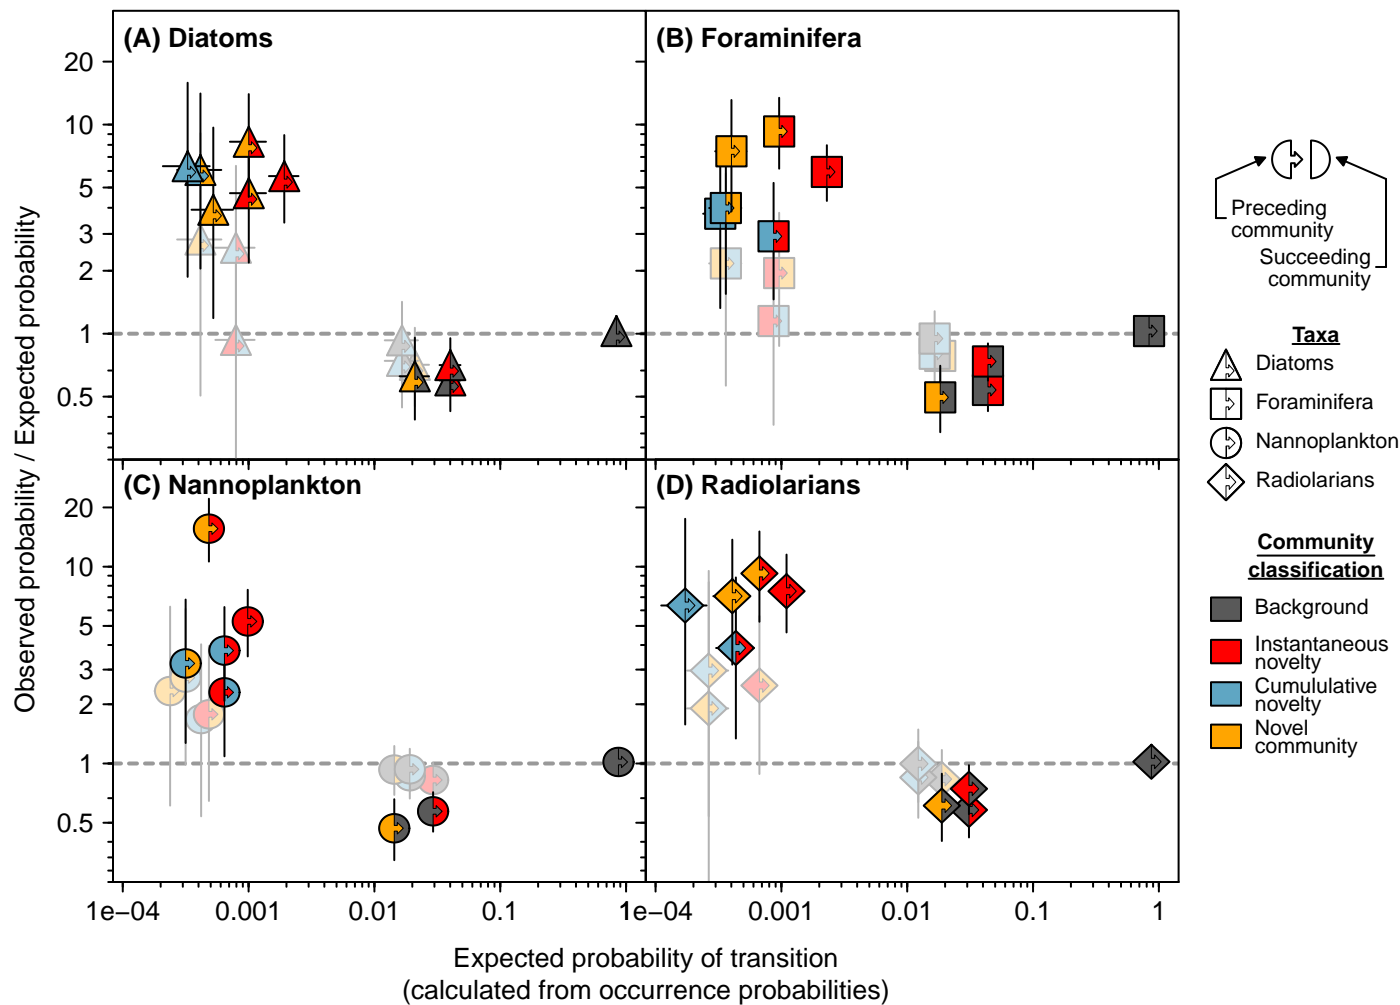 (A) Diatoms
(B) Foraminifera
20
10
5
3
2
1
0.5
(C) Nannoplankton
(D) Radiolarians
20
10
5
3
2
1
0.5
1e−04
0.001
0.01
0.1
1
1e−04
0.001
0.01
0.1
1
Observed probability / Expected probability
Expected probability of transition
(calculated from occurrence probabilities)
Preceding
community
Succeeding
community
Taxa
Diatoms
Foraminifera
Nannoplankton
Radiolarians
Community
classification
Background
Instantaneous
novelty
Cumululative
novelty
Novel
community